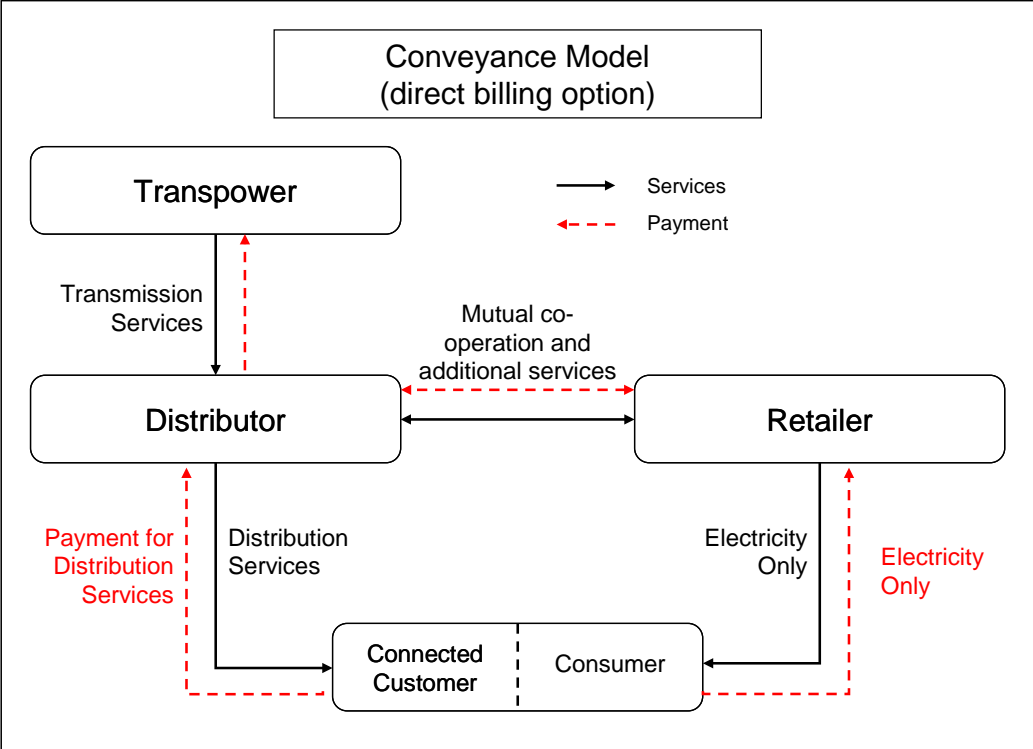 Conveyance Model
(direct billing option)
Transpower
Services
Payment
Transmission
Services
Mutual co-
operation and
additional services
Distributor
Retailer
Payment for
Distribution
Services
Distribution
Services
Electricity
Only
Electricity
Only
Connected
Customer
Consumer